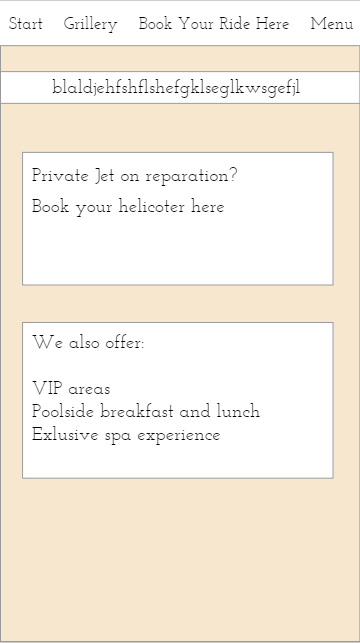 Start Grillery Book Your Ride Here Menu
blaldjehfshflshefgklseglkwsgefjl
Private Jet on reparation?
Book your helicoter here
We also offer:
VIP areas
Poolside breakfast and lunch
Exlusive spa experience